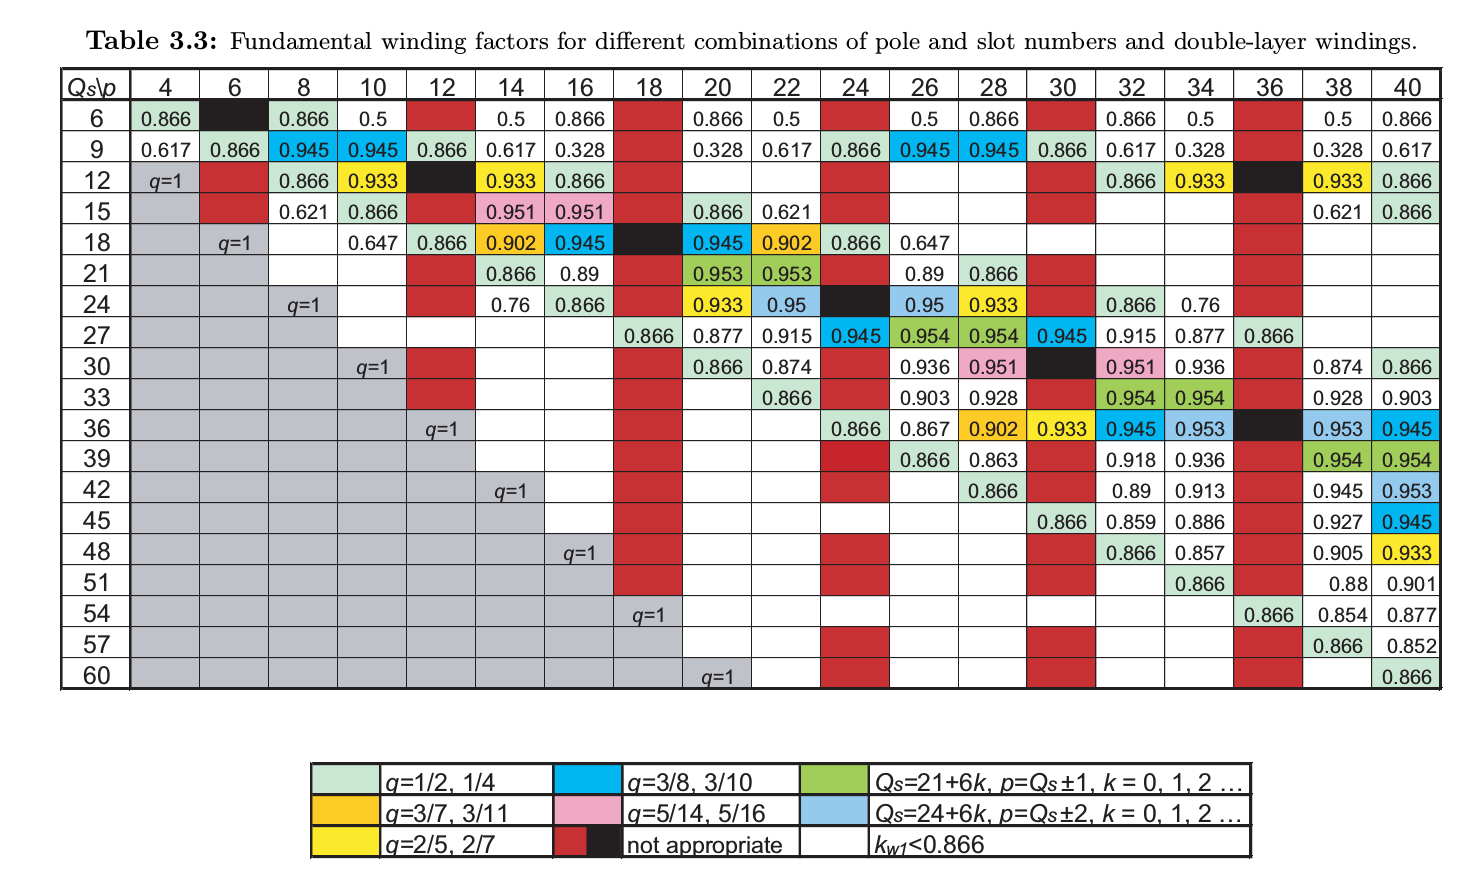 Table 3.3: Fundamental winding factors for different combinations of pole and slot numbers and double-layer windings.
Qs\p 4 6 8 10 12 14 16 18 20 22 24 26 28 30 32 34 36 38 40
6 0.866 0.866 0.5 0.5 0.866 0.866 0.5 0.5 0.866 0.866 0.5 0.5 0.866
9 0.617 0.866 0.945 0.945 0.866 0.617 0.328 0.328 0.617 0.866 0.945 0.945 0.866 0.617 0.328 0.328 0.617
12 q=1 0.866 0.933 0.933 0.866 0.866 0.933 0.933 0.866
15 0.621 0.866 0.951 0.951 0.866 0.621 0.621 0.866
18 q=1 0.647 0.866 0.902 0.945 0.945 0.902 0.866 0.647
21 0.866 0.89 0.953 0.953 0.89 0.866
24 q=1 0.76 0.866 0.933 0.95 0.95 0.933 0.866 0.76
27 0.866 0.877 0.915 0.945 0.954 0.954 0.945 0.915 0.877 0.866
30 q=1 0.866 0.874 0.936 0.951 0.951 0.936 0.874 0.866
33 0.866 0.903 0.928 0.954 0.954 0.928 0.903
36 q=1 0.866 0.867 0.902 0.933 0.945 0.953 0.953 0.945
39 0.866 0.863 0.918 0.936 0.954 0.954
42 q=1 0.866 0.89 0.913 0.945 0.953
45 0.866 0.859 0.886 0.927 0.945
48 q=1 0.866 0.857 0.905 0.933
51 0.866 0.88 0.901
54 q=1 0.866 0.854 0.877
57 0.866 0.852
60 q=1 0.866
q=1/2, 1/4 q=3/8, 3/10 Qs=21+6k, p=Qs±1, k = 0, 1, 2 ...
q=3/7, 3/11 q=5/14, 5/16 Qs=24+6k, p=Qs±2, k = 0, 1, 2 ...
q=2/5, 2/7 not appropriate kw1<0.866